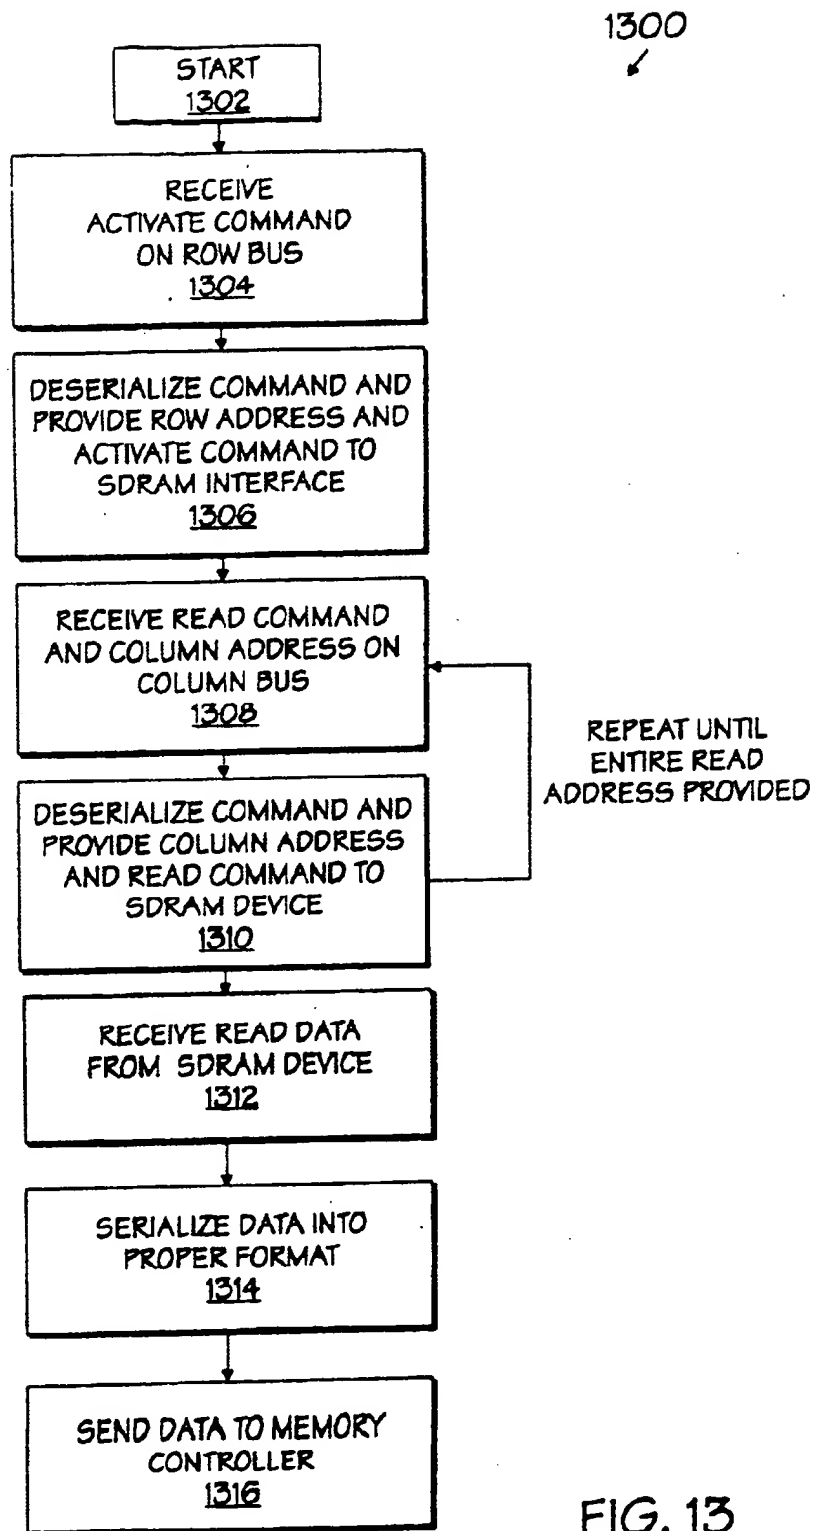 1300
START
1302
RECEIVE
ACTIVATE COMMAND
ON ROW BUS
1304
DESERIALIZE COMMAND AND
PROVIDE ROW ADDRESS AND
ACTIVATE COMMAND TO
SDRAM INTERFACE
1306
RECEIVE READ COMMAND
AND COLUMN ADDRESS ON
COLUMN BUS
1308
REPEAT UNTIL
ENTIRE READ
ADDRESS PROVIDED
DESERIALIZE COMMAND AND
PROVIDE COLUMN ADDRESS
AND READ COMMAND TO
SDRAM DEVICE
1310
RECEIVE READ DATA
FROM SDRAM DEVICE
1312
SERIALIZE DATA INTO
PROPER FORMAT
1314
SEND DATA TO MEMORY
CONTROLLER
1316
FIG. 13